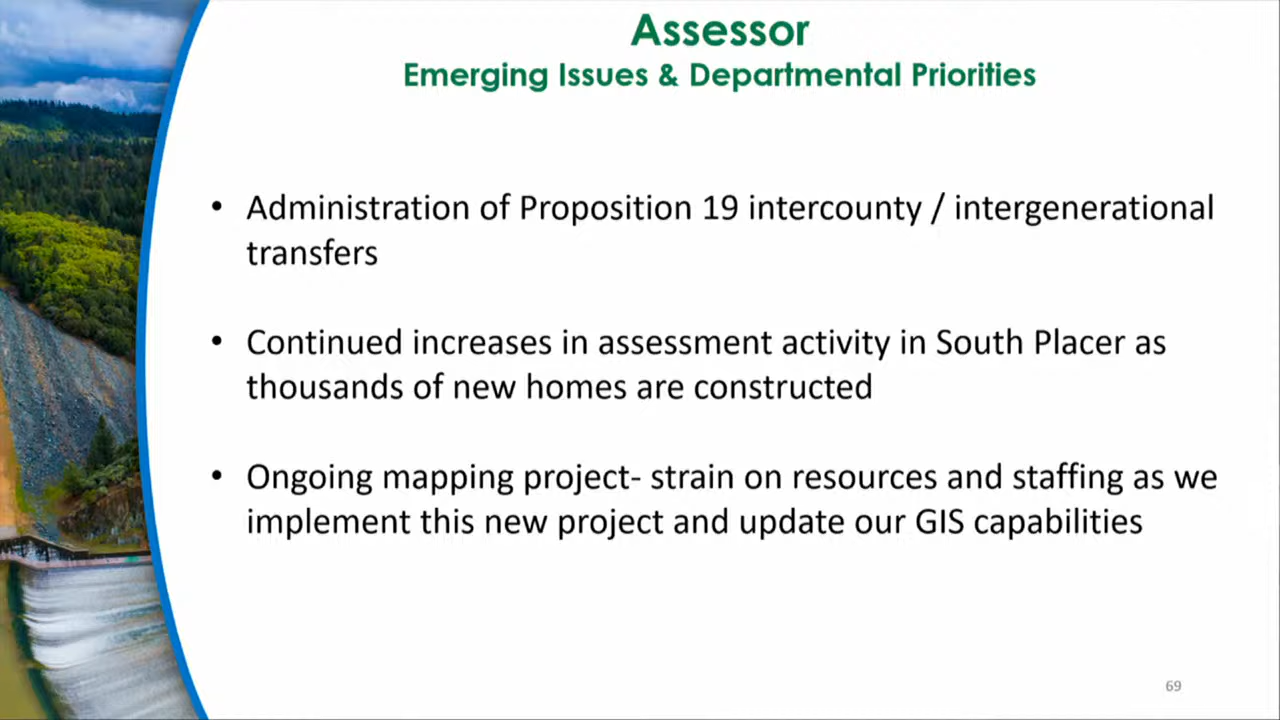 Assessor
Emerging Issues & Departmental Priorities
• Administration of Proposition 19 intercounty / intergenerational
transfers
• Continued increases in assessment activity in South Placer as
thousands of new homes are constructed
• Ongoing mapping project- strain on resources and staffing as we
implement this new project and update our GIS capabilities
69